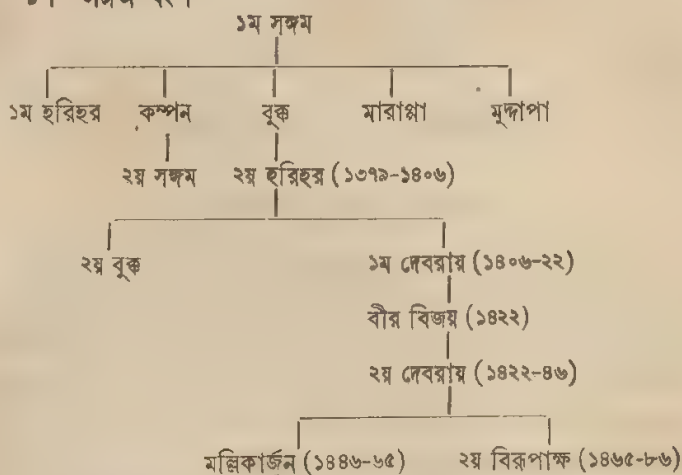 ১ম সঙ্গম
১ম হরিহর কম্পন বুক্ক মারাপ্পা মুদ্দাপা
২য় সঙ্গম ২য় হরিহর (১৩৭৯-১৪০৬)
২য় বুক্ক ১ম দেবরায় (১৪০৬-২২)
বীর বিজয় (১৪২২)
২য় দেবরায় (১৪২২-৪৬)
মল্লিকার্জন (১৪৪৬-৬৫) ২য় বিরূপাক্ষ (১৪৬৫-৮৬)